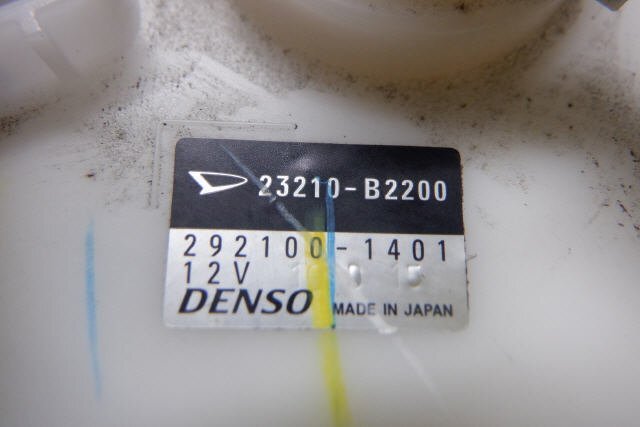 23210-B2200
292100-1401
12V
DENSO MADE IN JAPAN